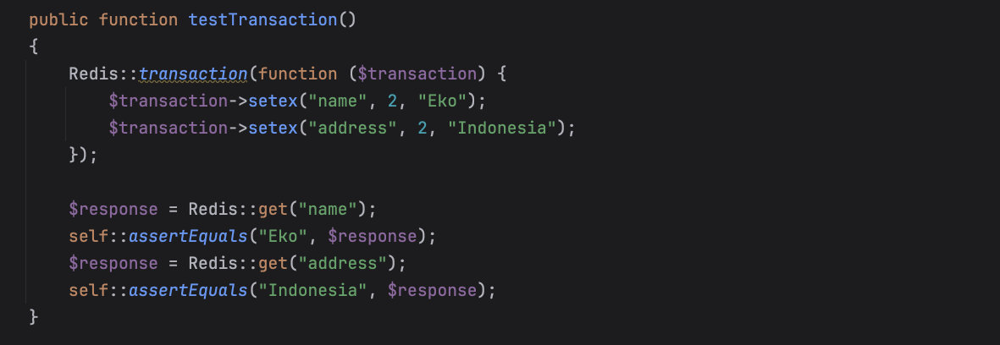 public function testTransaction()
{
    Redis::transaction(function ($transaction) {
        $transaction->setex("name", 2, "Eko");
        $transaction->setex("address", 2, "Indonesia");
    });

    $response = Redis::get("name");
    self::assertEquals("Eko", $response);
    $response = Redis::get("address");
    self::assertEquals("Indonesia", $response);
}